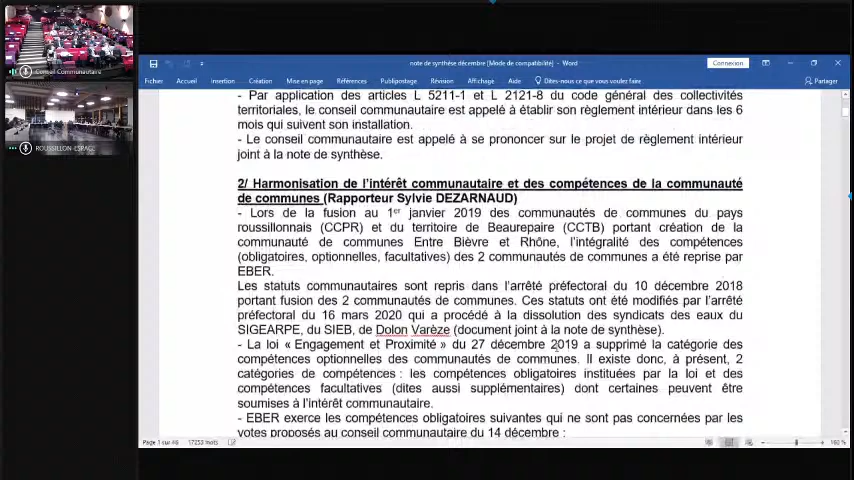 Conseil Communautaire
ROUSSILLON-ESPACE
note de synthèse décembre [Mode de compatibilité] - Word
Connexion
Fichier Accueil Insertion Création Mise en page Références Publipostage Révision Affichage Aide Dites-nous ce que vous voulez faire Partager
- Par application des articles L 5211-1 et L 2121-8 du code général des collectivités
territoriales, le conseil communautaire est appelé à établir son règlement intérieur dans les 6
mois qui suivent son installation.
- Le conseil communautaire est appelé à se prononcer sur le projet de règlement intérieur
joint à la note de synthèse.
2/ Harmonisation de l'intérêt communautaire et des compétences de la communauté
de communes (Rapporteur Sylvie DEZARNAUD)
- Lors de la fusion au 1er janvier 2019 des communautés de communes du pays
roussillonnais (CCPR) et du territoire de Beaurepaire (CCTB) portant création de la
communauté de communes Entre Bièvre et Rhône, l'intégralité des compétences
(obligatoires, optionnelles, facultatives) des 2 communautés de communes a été reprise par
EBER.
Les statuts communautaires sont repris dans l'arrêté préfectoral du 10 décembre 2018
portant fusion des 2 communautés de communes. Ces statuts ont été modifiés par l'arrêté
préfectoral du 16 mars 2020 qui a procédé à la dissolution des syndicats des eaux du
SIGEARPE, du SIEB, de Dolon Varèze (document joint à la note de synthèse).
- La loi « Engagement et Proximité » du 27 décembre 2019 a supprimé la catégorie des
compétences optionnelles des communautés de communes. Il existe donc, à présent, 2
catégories de compétences : les compétences obligatoires instituées par la loi et des
compétences facultatives (dites aussi supplémentaires) dont certaines peuvent être
soumises à l'intérêt communautaire.
- EBER exerce les compétences obligatoires suivantes qui ne sont pas concernées par les
votes proposés au conseil communautaire du 14 décembre :
Page 1 sur 46 17253 mots 160 %